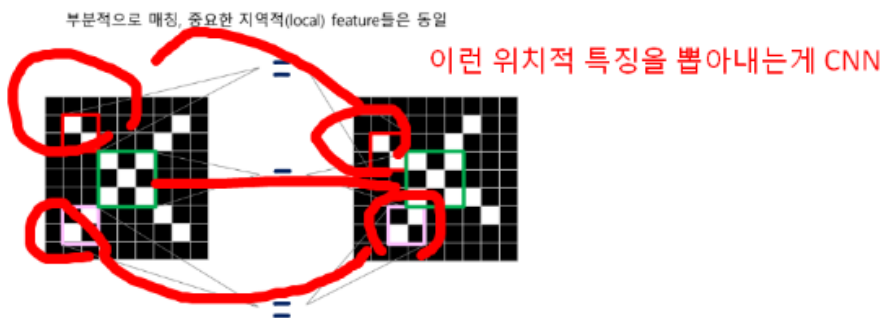 부분적으로 매칭, 중요한 지역적(local) feature들은 동일
이런 위치적 특징을 뽑아내는게 CNN
=
=
=